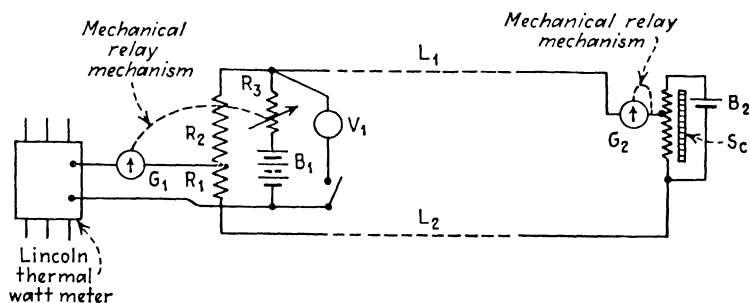 Mechanical
relay
mechanism
Mechanical relay
mechanism
L1
R3
R2
V1
B1
R1
G1
G2
B2
Sc
L2
Lincoln
thermal
watt meter